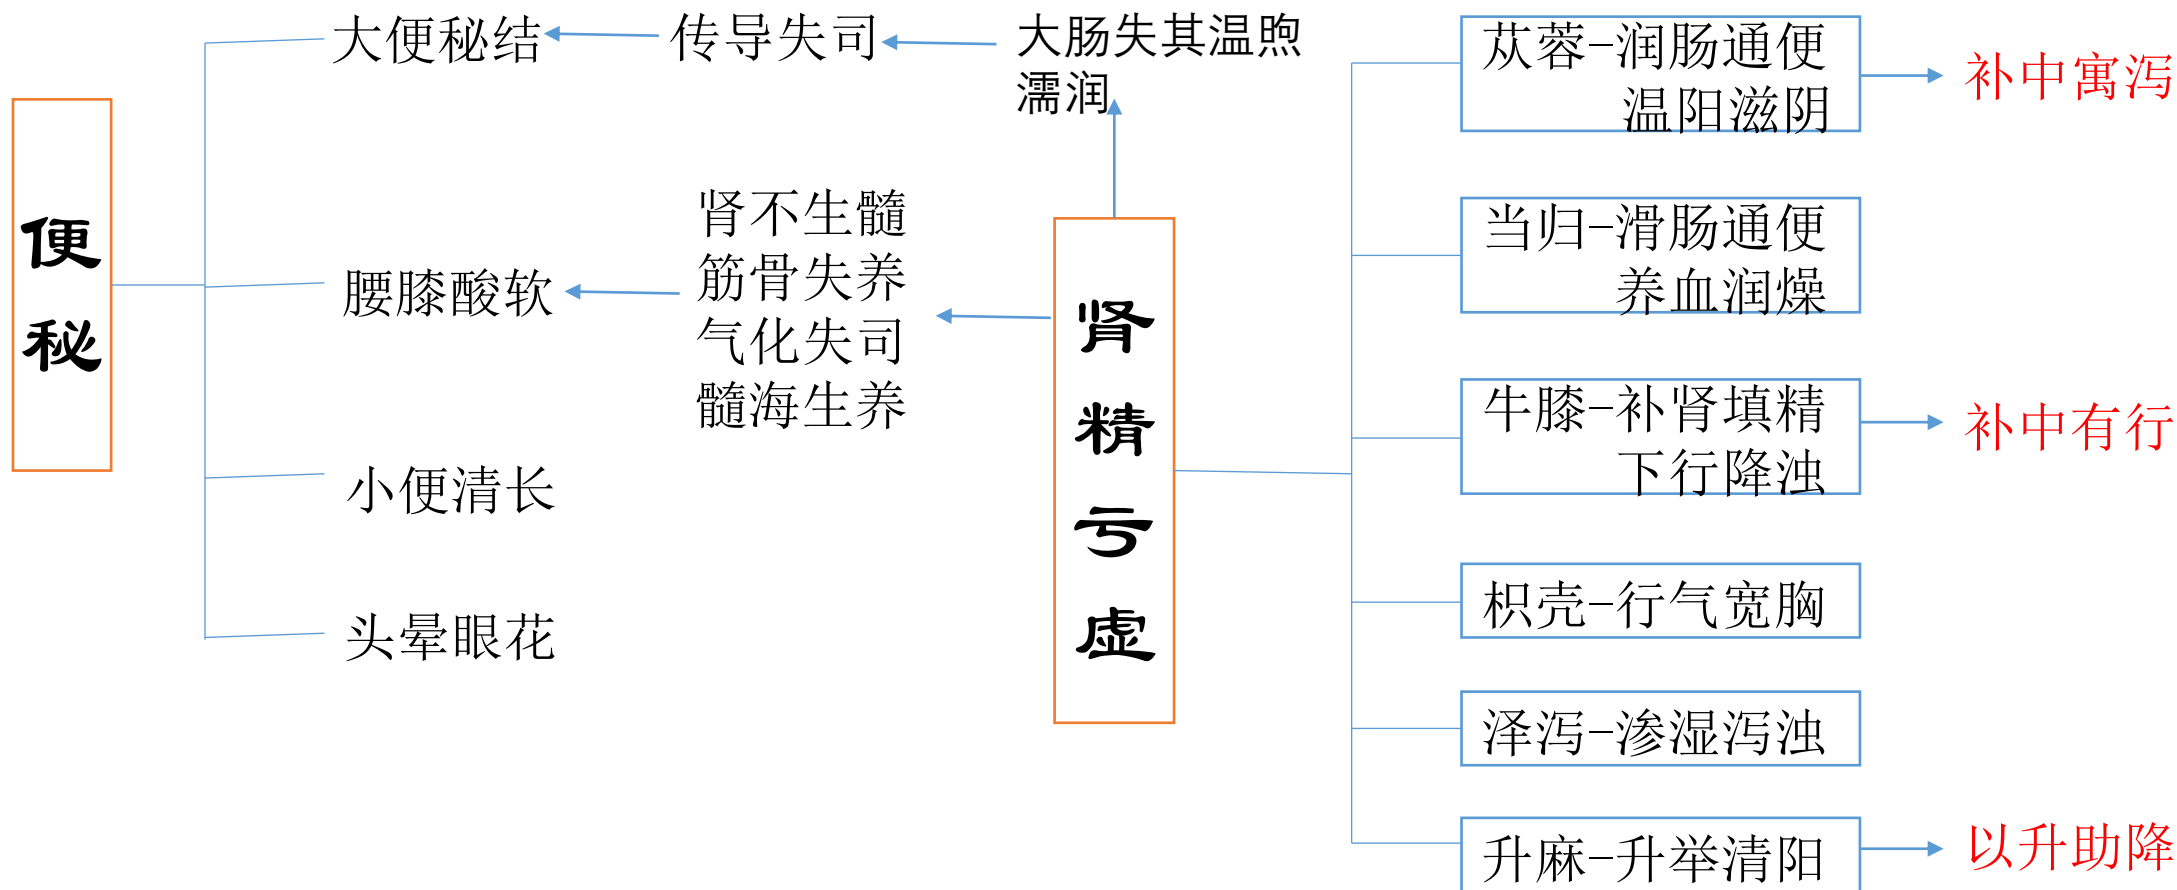 便秘
大便秘结
腰膝酸软
小便清长
头晕眼花
传导失司
肾不生髓
筋骨失养
气化失司
髓海生养
大肠失其温煦
濡润
肾精亏虚
苁蓉-润肠通便
温阳滋阴
当归-滑肠通便
养血润燥
牛膝-补肾填精
下行降浊
枳壳-行气宽胸
泽泻-渗湿泻浊
升麻-升举清阳
补中寓泻
补中有行
以升助降